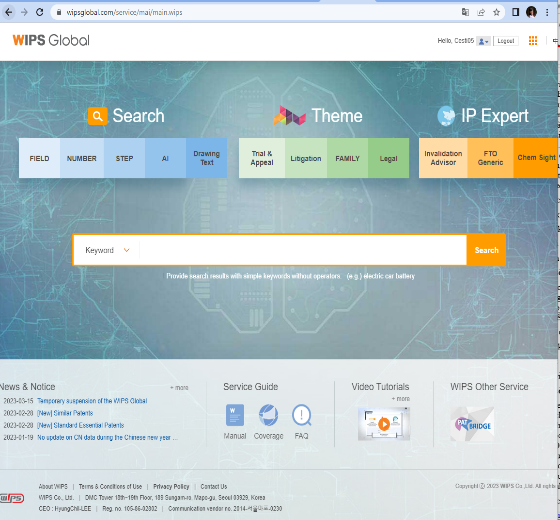 wipsglobal.com/service/mai/main.wips
WIPS Global
Hello, Cesti05
Logout
Search
Theme
IP Expert
FIELD
NUMBER
STEP
AI
Drawing
Text
Trial &
Appeal
Litigation
FAMILY
Legal
Invalidation
Advisor
FTO
Generic
Chem Sight
Keyword
Search
Provide search results with simple keywords without operators (e.g.) electric car battery
News & Notice
+ more
2023-03-15 Temporary suspension of the WIPS Global
2023-02-28 [New] Similar Patents
2023-02-28 [New] Standard Essential Patents
2023-01-19 No update on CN data during the Chinese new year ...
Service Guide
Manual
Coverage
FAQ
Video Tutorials
+ more
WIPS Other Service
PAT
BRIDGE
wips
About WIPS | Terms & Conditions of Use | Privacy Policy | Contact Us
WIPS Co., Ltd. | DMC Tower 15th~19th Floor, 189 Sungam-ro, Mapo-gu, Seoul 03929, Korea
CEO : HyungChil-LEE | Reg. no. 105-86-02802 | Communication vendor no. 2014-서울마포-0236
Copyright ⓒ 2023 WIPS Co.,Ltd. All rights